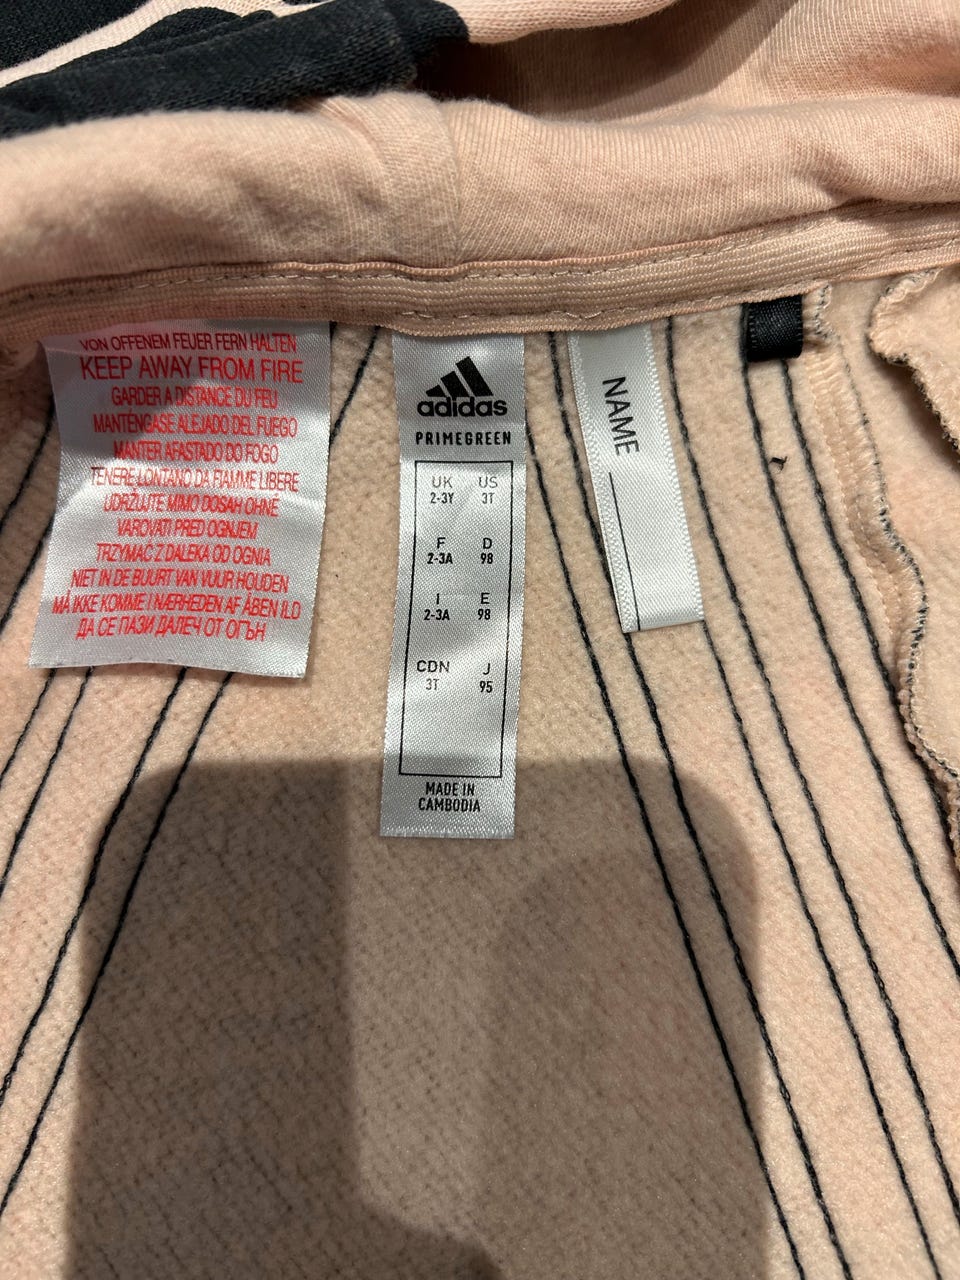 VON OFFENEM FEUER FERN HALTEN
KEEP AWAY FROM FIRE
GARDER A DISTANCE DU FEU
MANTÉNGASE ALEJADO DEL FUEGO
MANTER AFASTADO DO FOGO
TENERE LONTANO DA FIAMME LIBERE
UDRŽUJTE MIMO DOSAH OHNĚ
VAROVATI PRED OGNJEM
TRZYMAC Z DALEKA OD OGNIA
NIET IN DE BUURT VAN VUUR HOUDEN
MÅ IKKE KOMME I NÆRHEDEN AF ÅBEN ILD
ДА СЕ ПАЗИ ДАЛЕЧ ОТ ОГЪН
adidas
PRIMEGREEN
UK US
2-3Y 3T
F D
2-3A 98
I E
2-3A 98
CDN J
3T 95
MADE IN
CAMBODIA
NAME